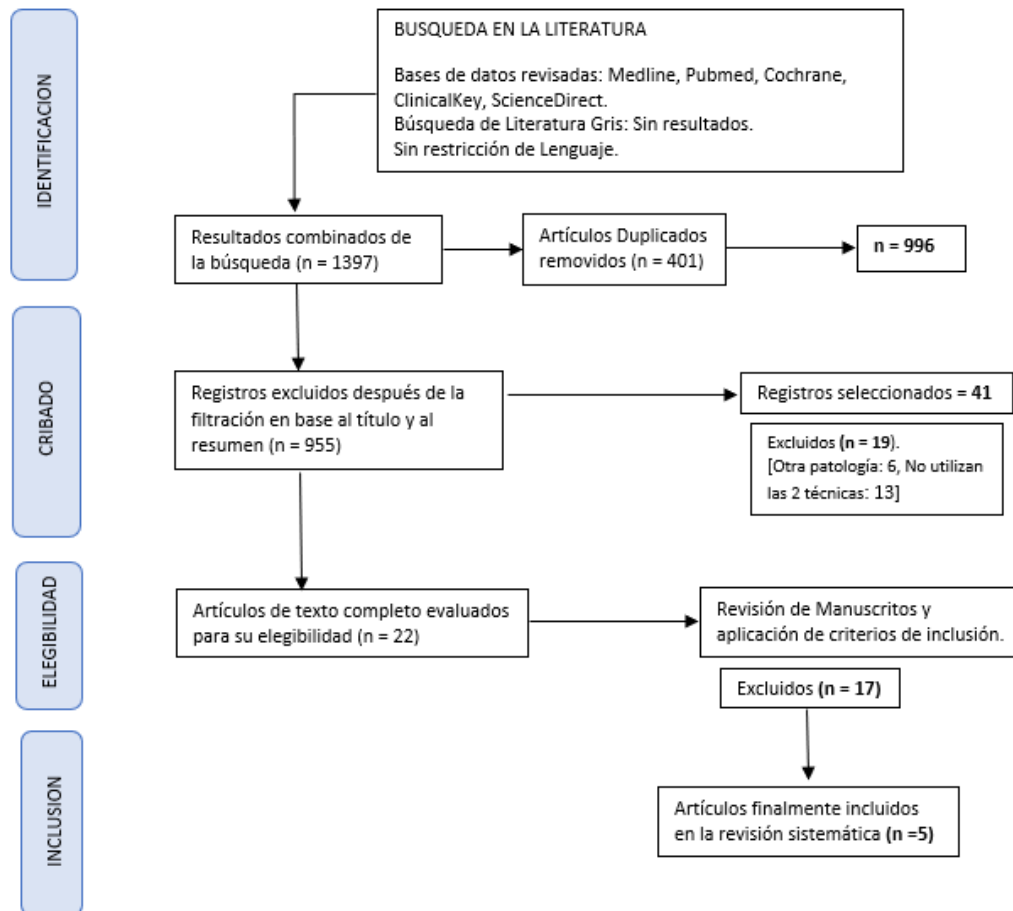 IDENTIFICACION
BUSQUEDA EN LA LITERATURA
Bases de datos revisadas: Medline, Pubmed, Cochrane,
ClinicalKey, ScienceDirect.
Búsqueda de Literatura Gris: Sin resultados.
Sin restricción de Lenguaje.
Resultados combinados de
la búsqueda (n = 1397)
Artículos Duplicados
removidos (n = 401)
n = 996
CRIBADO
Registros excluidos después de la
filtración en base al título y al
resumen (n = 955)
Registros seleccionados = 41
Excluidos (n = 19).
[Otra patología: 6, No utilizan
las 2 técnicas: 13]
ELEGIBILIDAD
Artículos de texto completo evaluados
para su elegibilidad (n = 22)
Revisión de Manuscritos y
aplicación de criterios de inclusión.
Excluidos (n = 17)
INCLUSION
Artículos finalmente incluidos
en la revisión sistemática (n =5)